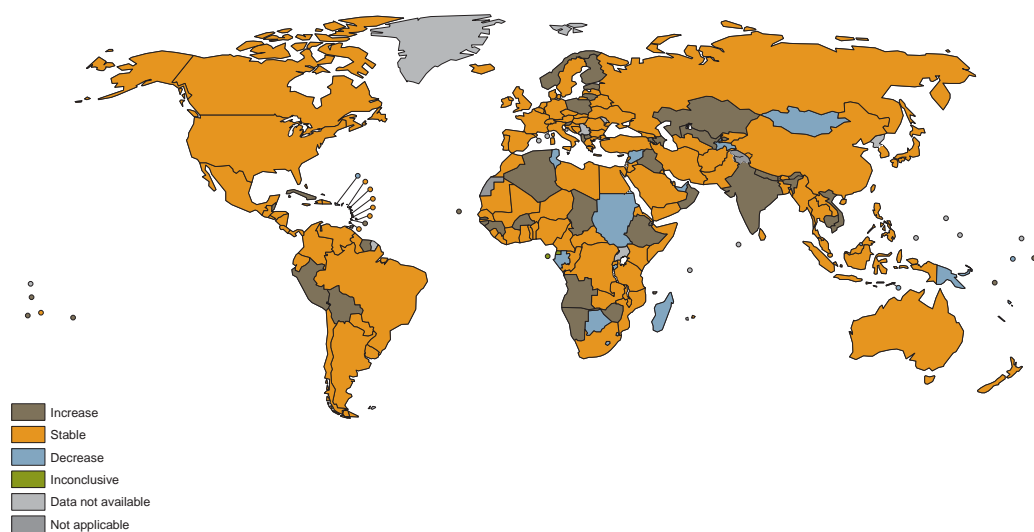 Increase
Stable
Decrease
Inconclusive
Data not available
Not applicable